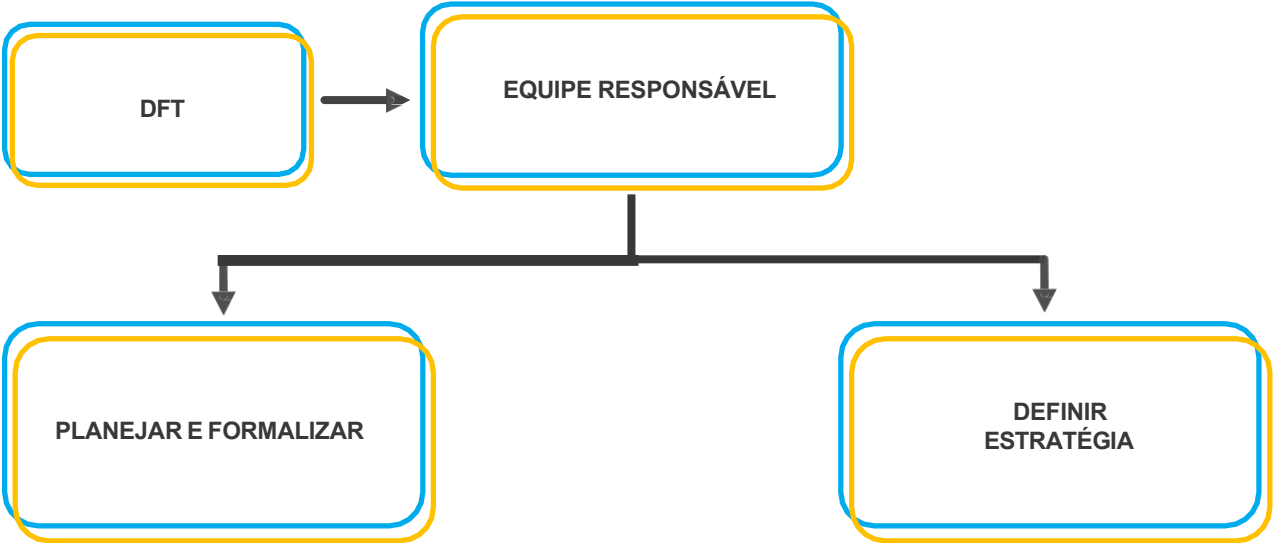 DFT
EQUIPE RESPONSÁVEL
PLANEJAR E FORMALIZAR
DEFINIR
ESTRATÉGIA